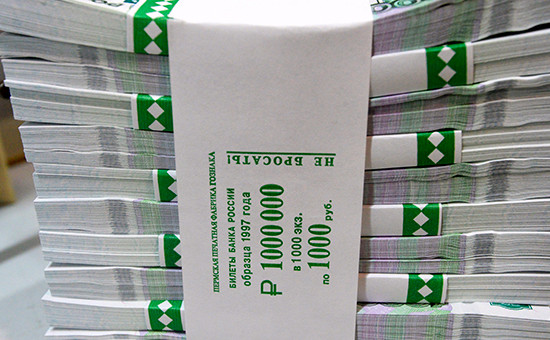 НЕ БРОСАТЬ!
ПЕРМСКАЯ ПЕЧАТНАЯ ФАБРИКА ГОЗНАКА
БИЛЕТЫ БАНКА РОССИИ
образца 1997 года
₽ 1000 000
в 1000 экз.
по 1000 руб.